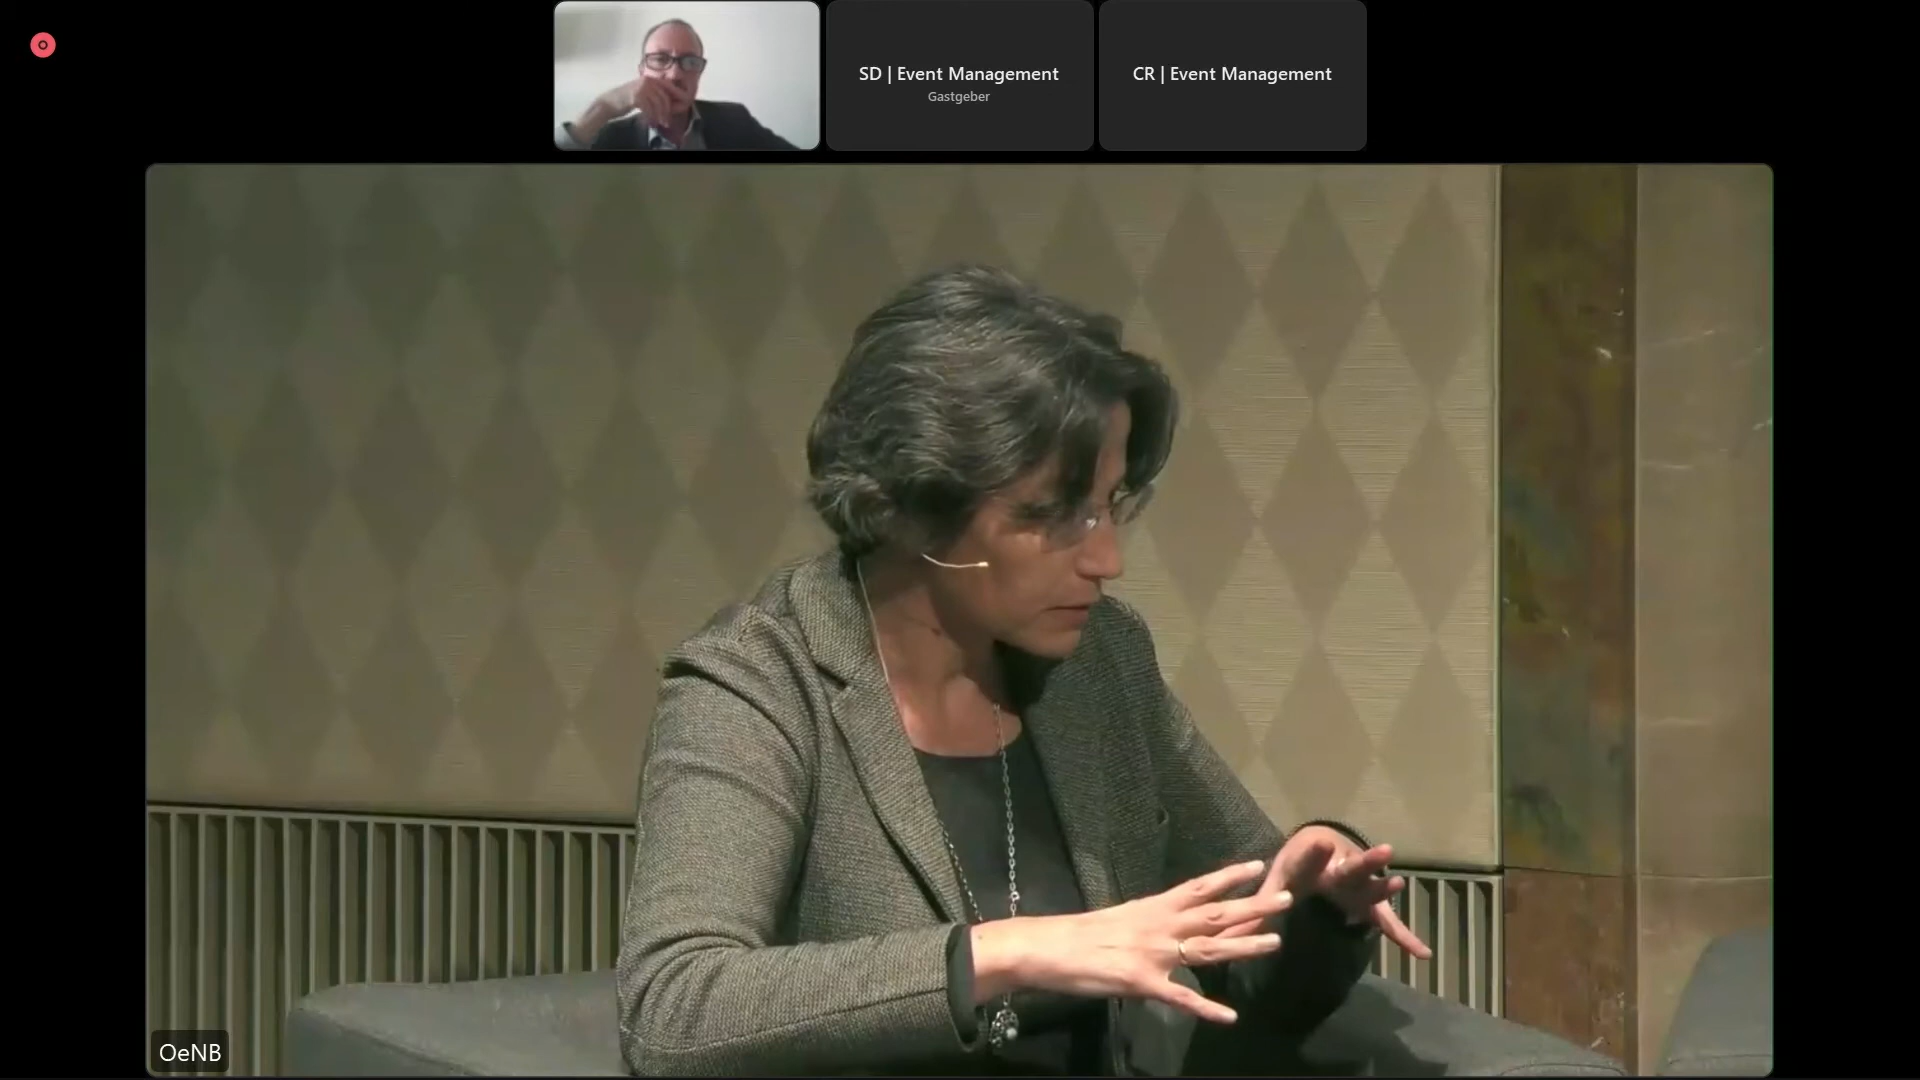 SD | Event Management
Gastgeber
CR | Event Management
OeNB